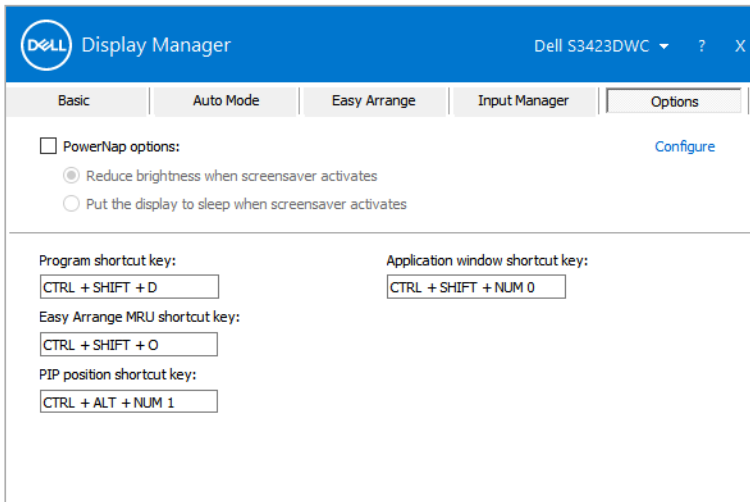 DELL Display Manager Dell S3423DWC ? X
Basic Auto Mode Easy Arrange Input Manager Options
PowerNap options: Configure
Reduce brightness when screensaver activates
Put the display to sleep when screensaver activates
Program shortcut key: Application window shortcut key:
CTRL + SHIFT + D CTRL + SHIFT + NUM 0
Easy Arrange MRU shortcut key:
CTRL + SHIFT + O
PIP position shortcut key:
CTRL + ALT + NUM 1